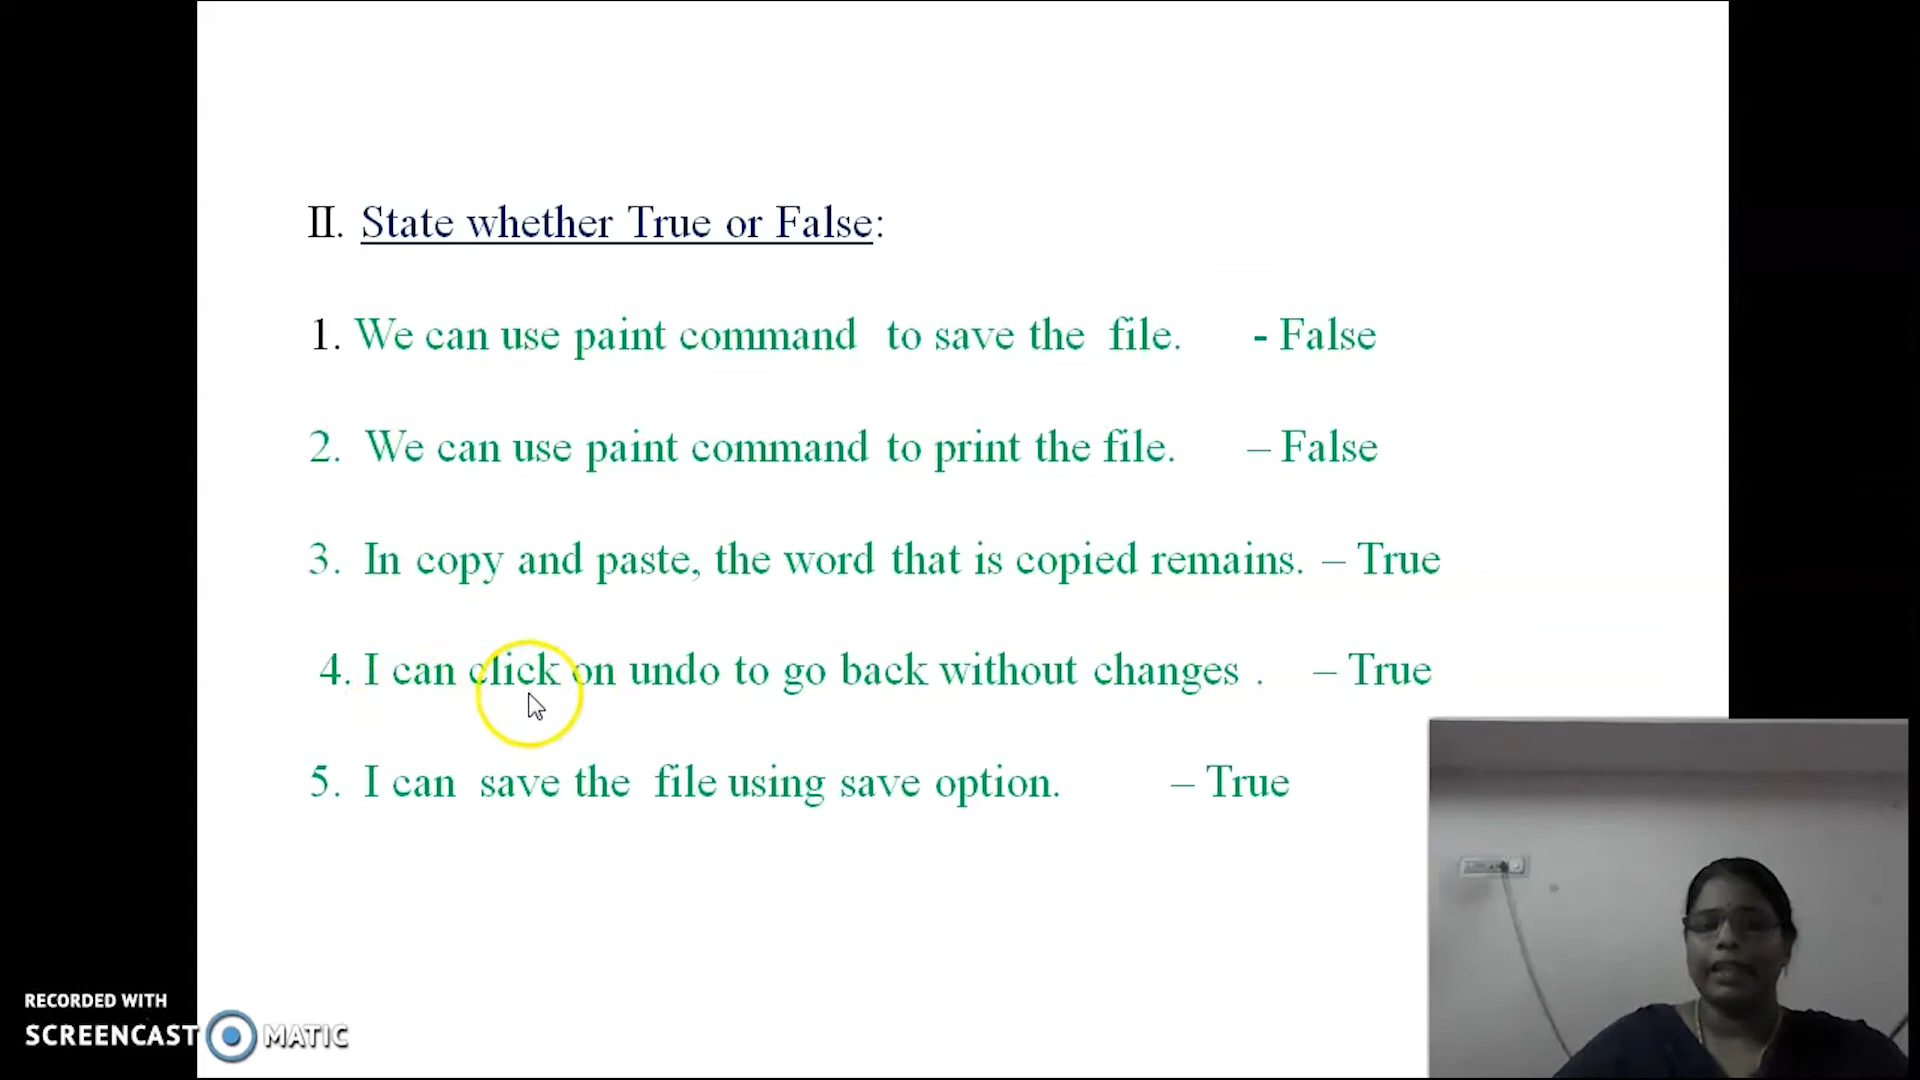 II. State whether True or False:
1. We can use paint command to save the file. - False
2. We can use paint command to print the file. – False
3. In copy and paste, the word that is copied remains. – True
4. I can click on undo to go back without changes . – True
5. I can save the file using save option. – True
RECORDED WITH
SCREENCAST MATIC